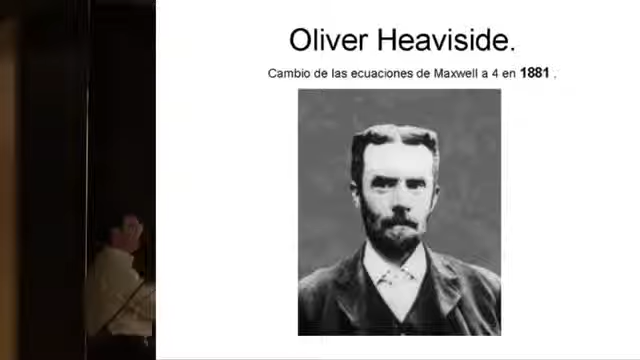 Oliver Heaviside.
Cambio de las ecuaciones de Maxwell a 4 en 1881 .